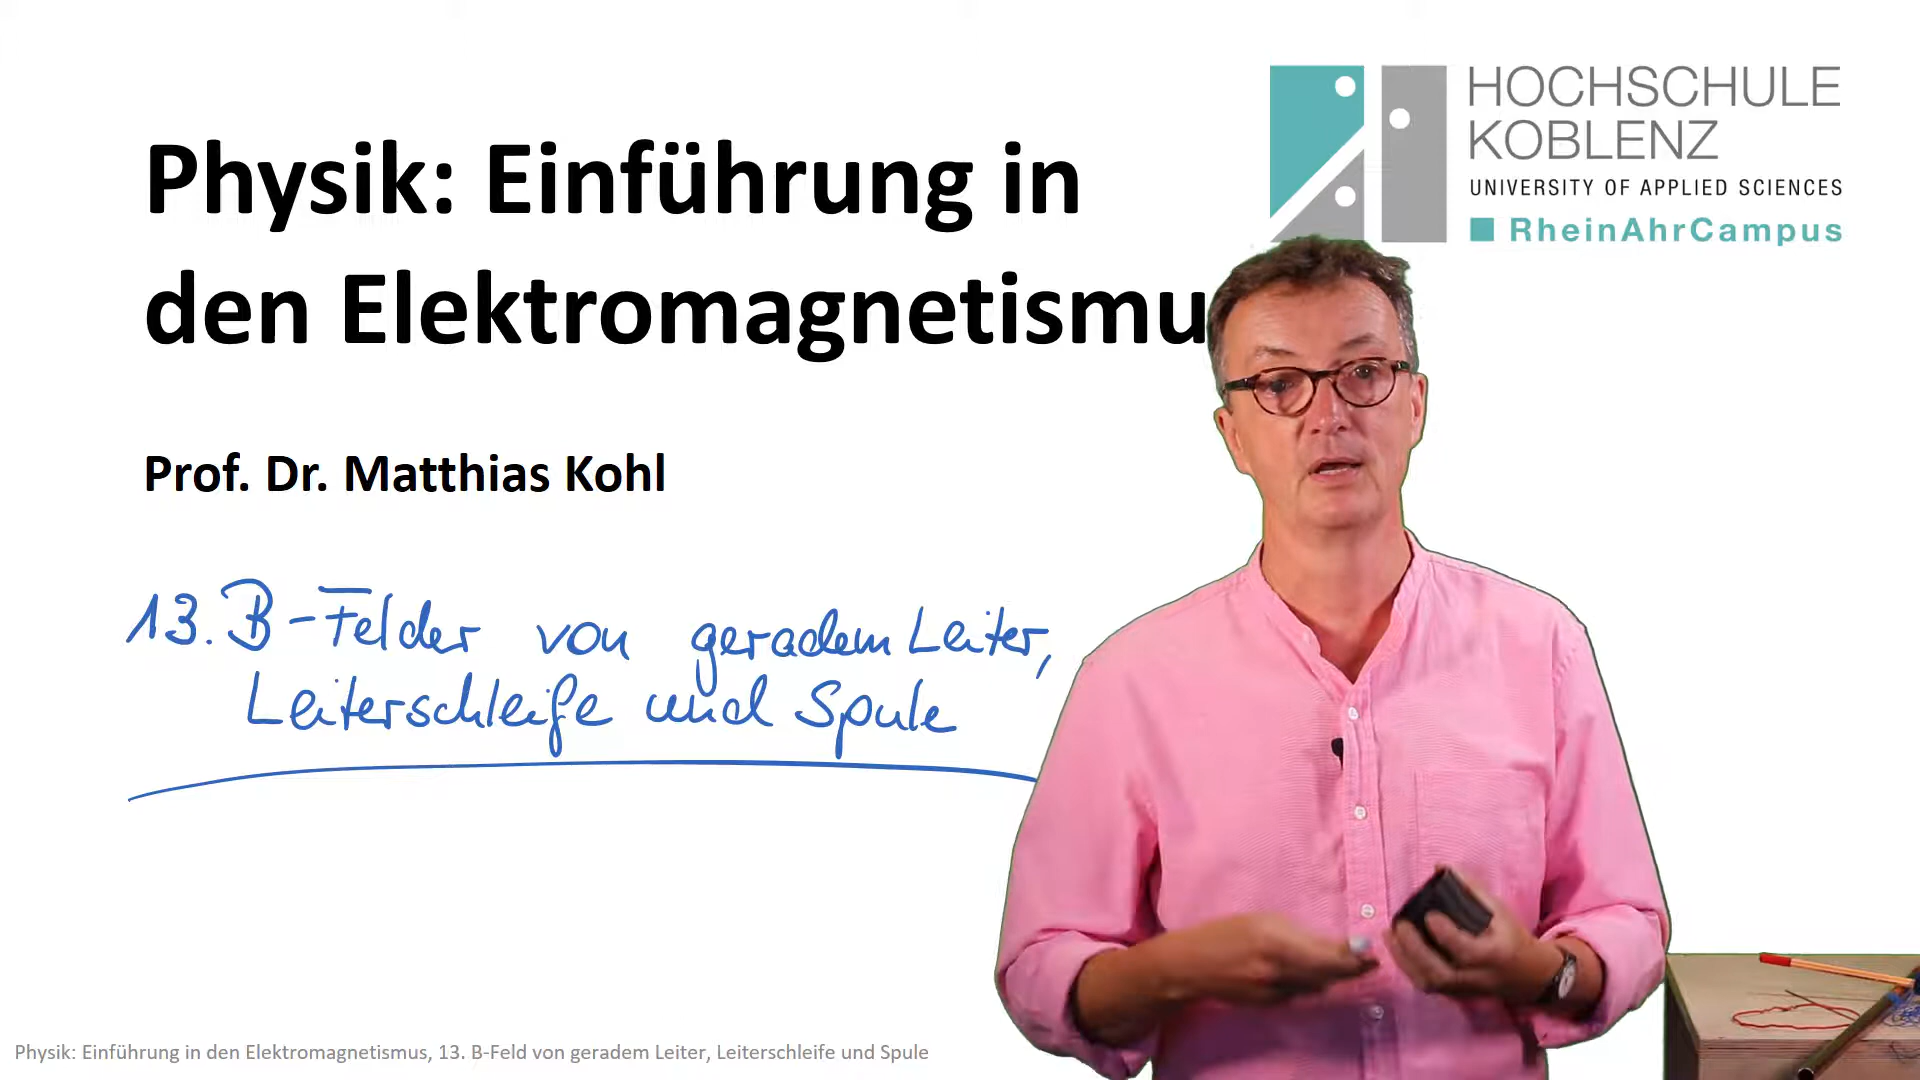 HOCHSCHULE
KOBLENZ
UNIVERSITY OF APPLIED SCIENCES
RheinAhrCampus
Physik: Einführung in
den Elektromagnetismu
Prof. Dr. Matthias Kohl
13. B-Felder von geradem Leiter,
Leiterschleife und Spule
Physik: Einführung in den Elektromagnetismus, 13. B-Feld von geradem Leiter, Leiterschleife und Spule